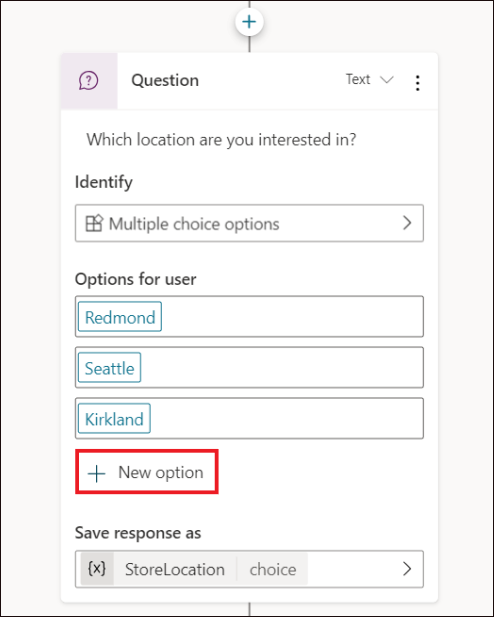 Question Text
Which location are you interested in?
Identify
Multiple choice options
Options for user
Redmond
Seattle
Kirkland
+ New option
Save response as
{x} StoreLocation choice